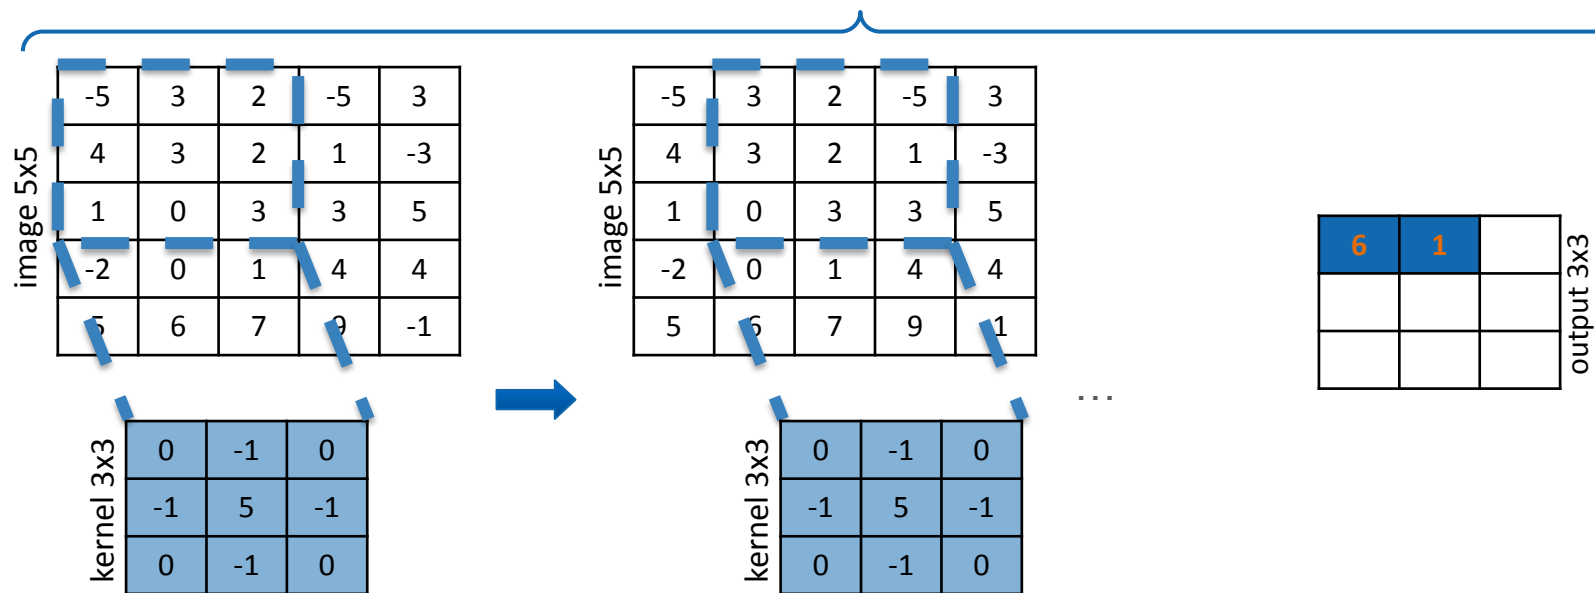 image 5x5
-5 3 2 -5 3
4 3 2 1 -3
1 0 3 3 5
-2 0 1 4 4
5 6 7 9 -1
kernel 3x3
0 -1 0
-1 5 -1
0 -1 0
image 5x5
-5 3 2 -5 3
4 3 2 1 -3
1 0 3 3 5
-2 0 1 4 4
5 6 7 9 -1
kernel 3x3
0 -1 0
-1 5 -1
0 -1 0
...
6 1
output 3x3